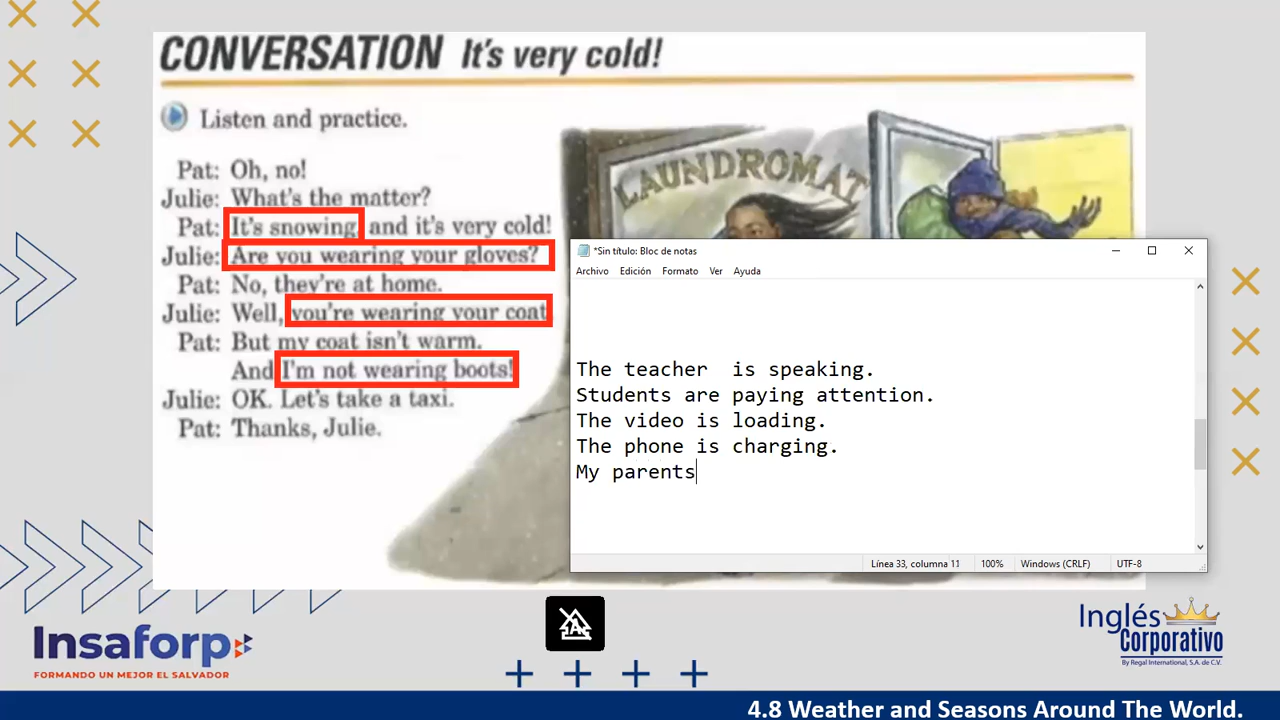 CONVERSATION It's very cold!
Listen and practice.
Pat: Oh, no!
Julie: What's the matter?
Pat: It's snowing and it's very cold!
Julie: Are you wearing your gloves?
Pat: No, they're at home.
Julie: Well, you're wearing your coat
Pat: But my coat isn't warm.
And I'm not wearing boots!
Julie: OK. Let's take a taxi.
Pat: Thanks, Julie.
LAUNDROMAT
*Sin título: Bloc de notas
Archivo Edición Formato Ver Ayuda
The teacher  is speaking.
Students are paying attention.
The video is loading.
The phone is charging.
My parents
Línea 33, columna 11 100% Windows (CRLF) UTF-8
Insaforp
FORMANDO UN MEJOR EL SALVADOR
Inglés
Corporativo
By Regal International, S.A. de C.V.
4.8 Weather and Seasons Around The World.